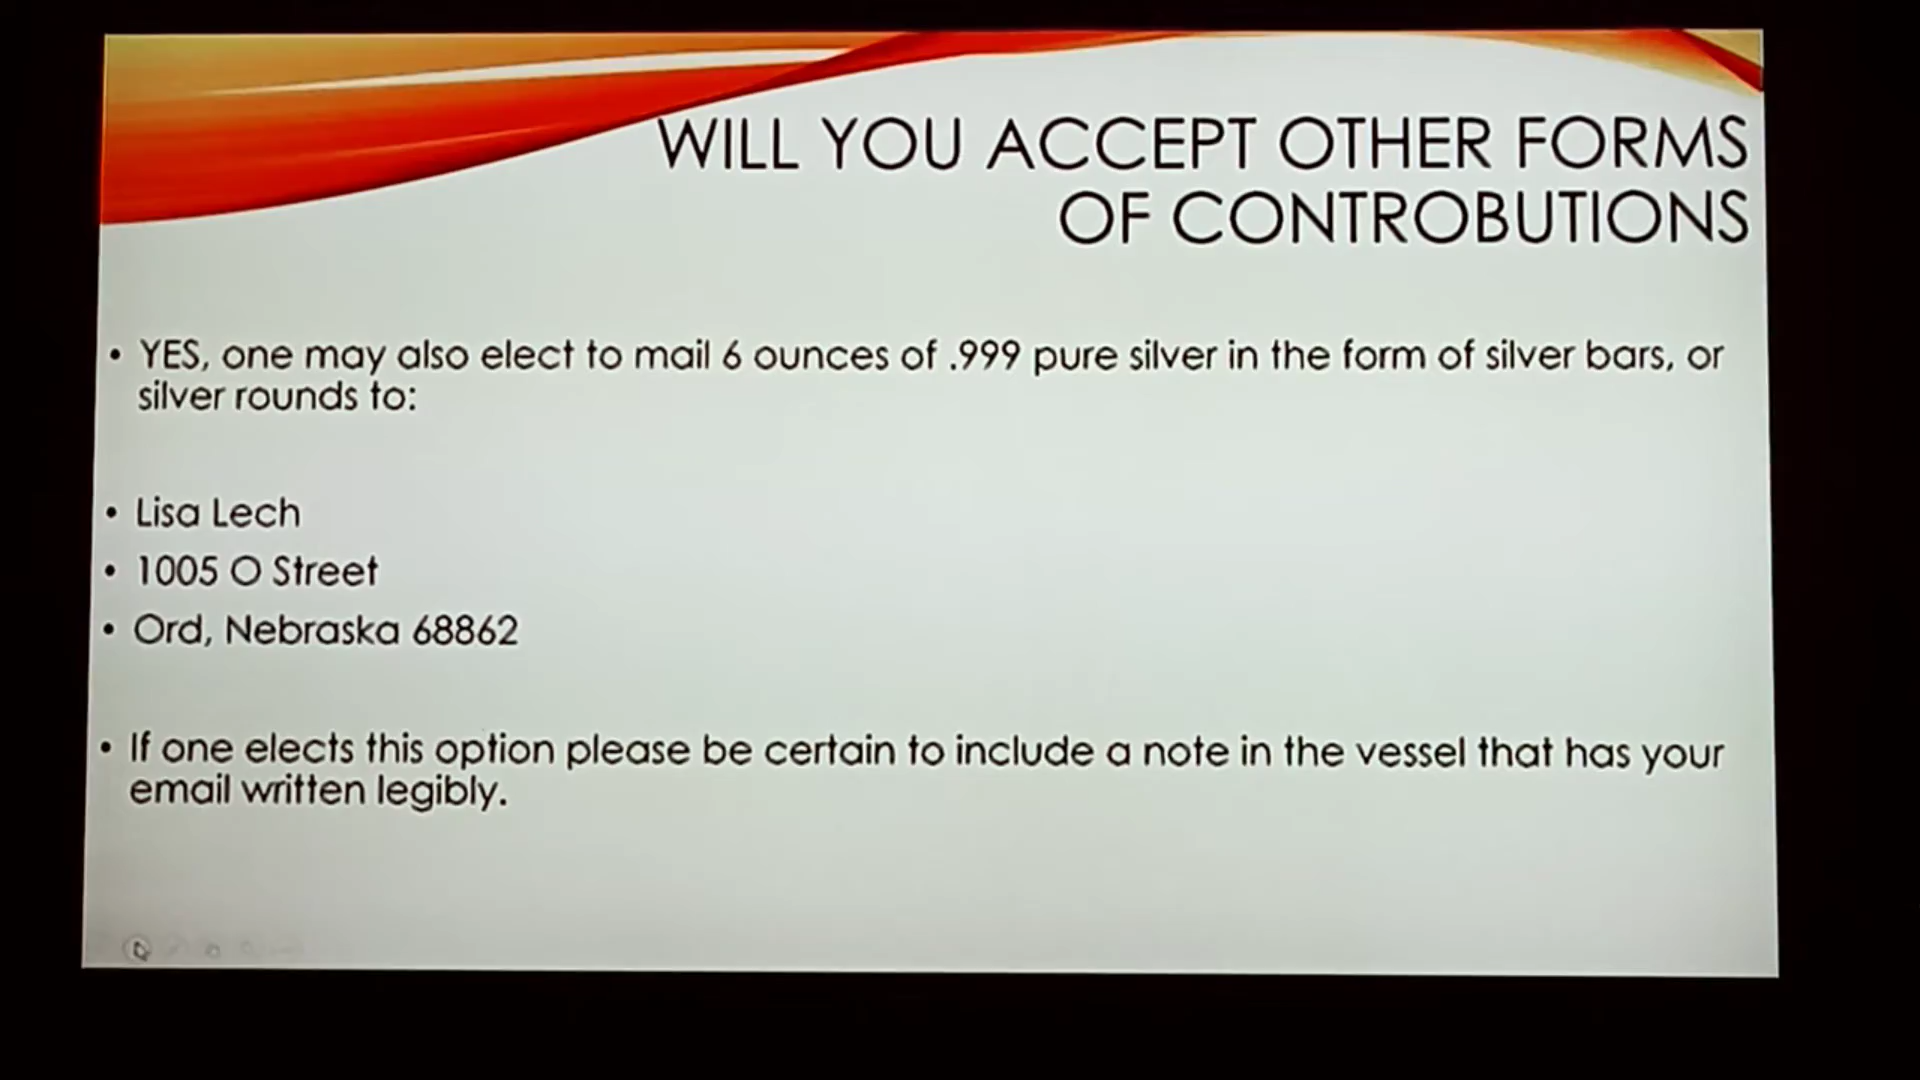 WILL YOU ACCEPT OTHER FORMS
OF CONTROBUTIONS
• YES, one may also elect to mail 6 ounces of .999 pure silver in the form of silver bars, or
silver rounds to:
• Lisa Lech
• 1005 O Street
• Ord, Nebraska 68862
• If one elects this option please be certain to include a note in the vessel that has your
email written legibly.